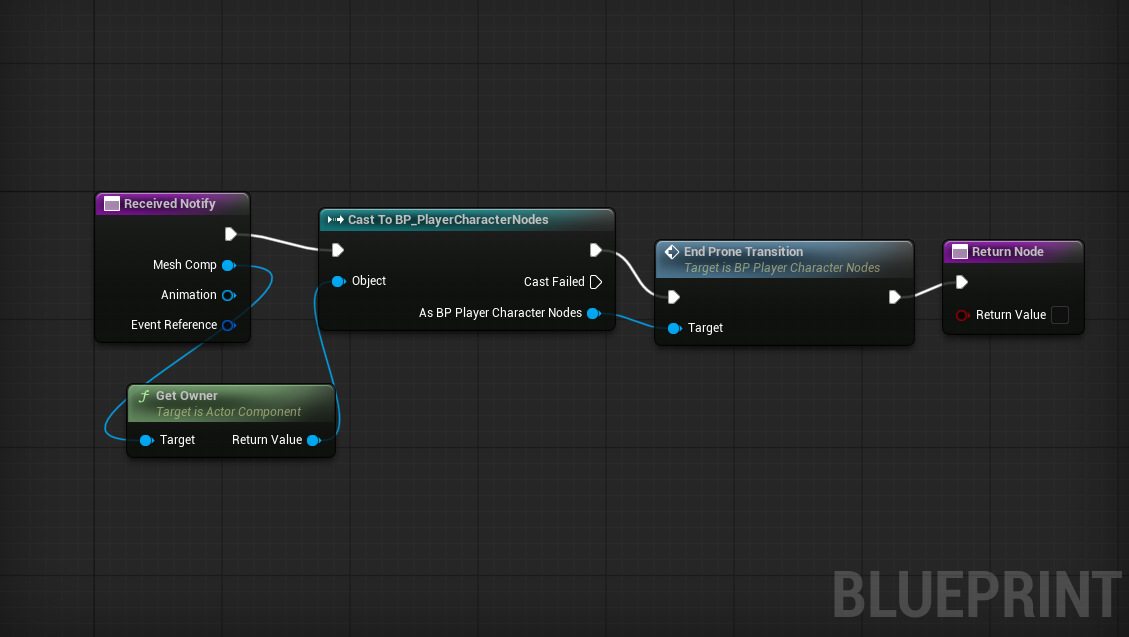 Received Notify
Mesh Comp
Animation
Event Reference
Cast To BP_PlayerCharacterNodes
Object
Cast Failed
As BP Player Character Nodes
End Prone Transition
Target is BP Player Character Nodes
Target
Return Node
Return Value
Get Owner
Target is Actor Component
Target Return Value
BLUEPRINT